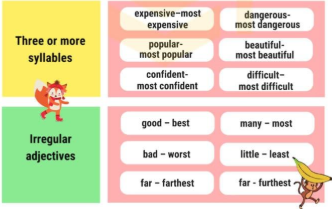 Three or more
syllables
expensive–most
expensive
dangerous-
most dangerous
popular-
most popular
beautiful-
most beautiful
confident-
most confident
difficult–
most difficult
Irregular
adjectives
good – best
many – most
bad – worst
little – least
far – farthest
far - furthest